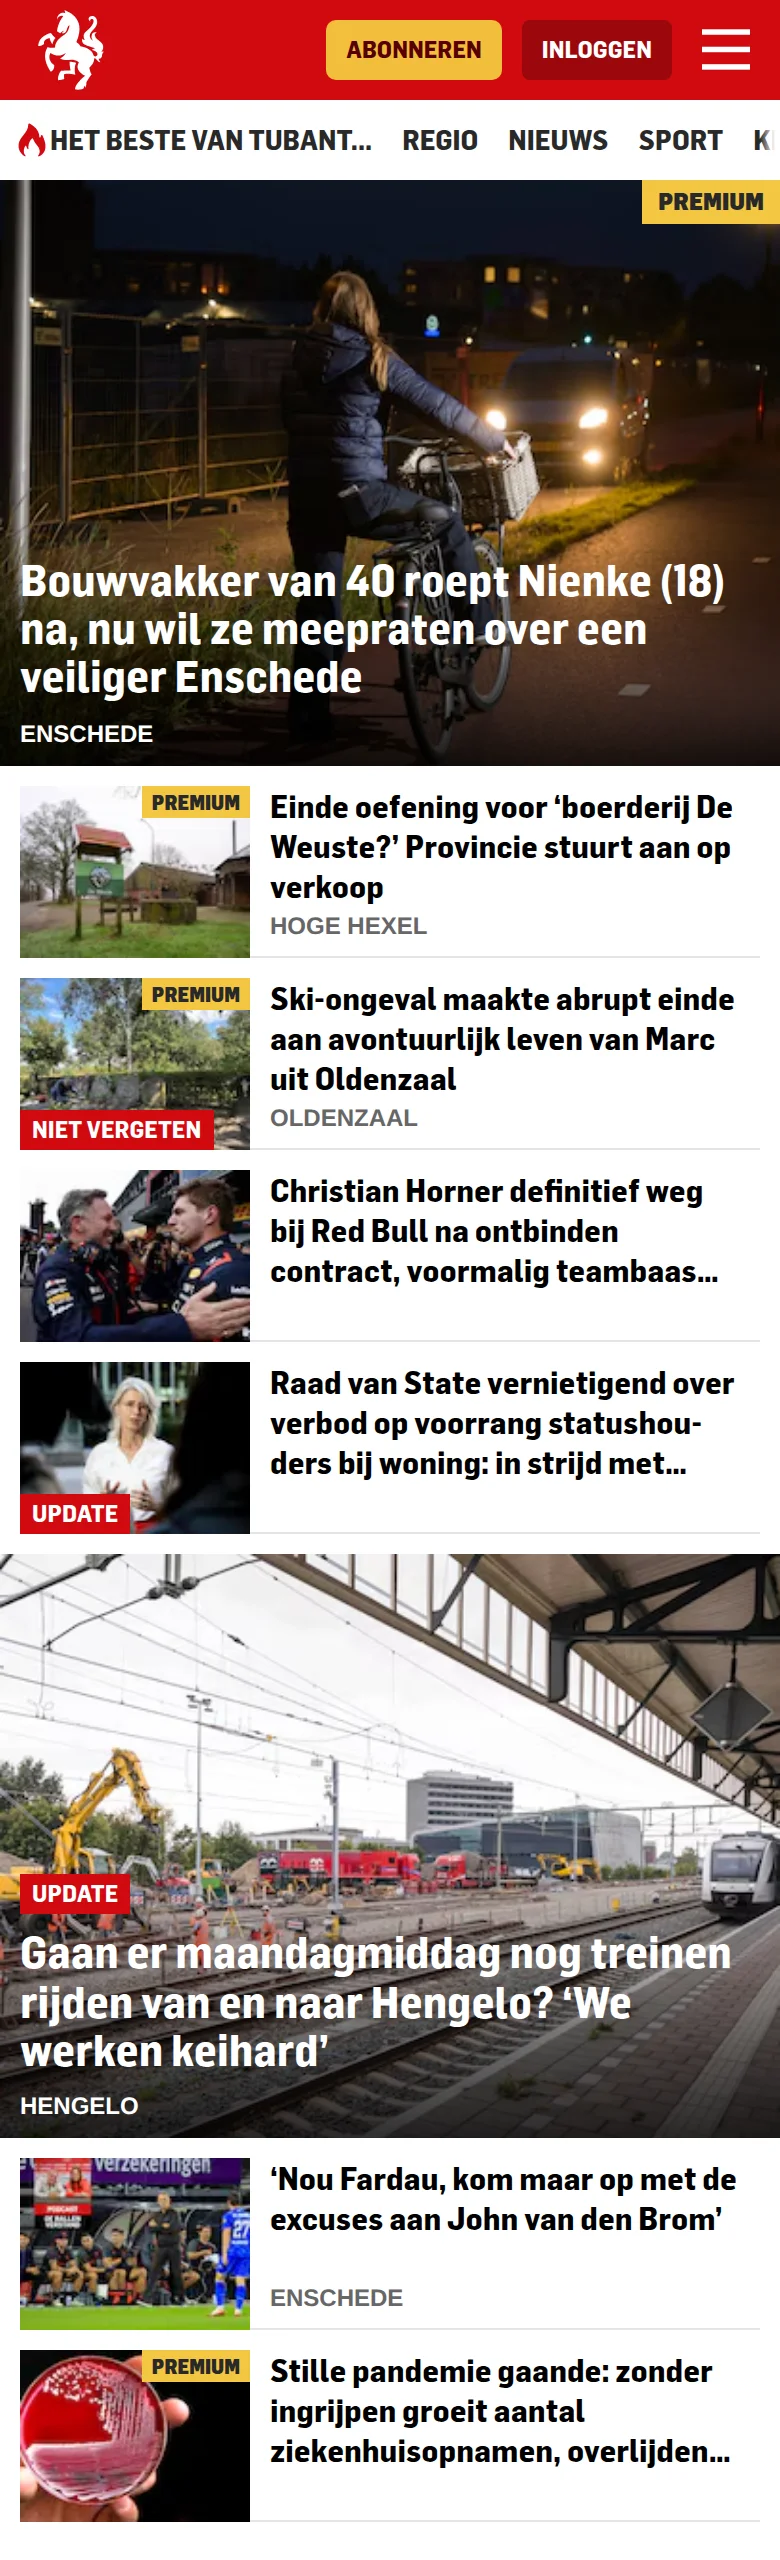 ABONNEREN
INLOGGEN
HET BESTE VAN TUBANT...
REGIO
NIEUWS
SPORT
PREMIUM
Bouwvakker van 40 roept Nienke (18)
na, nu wil ze meepraten over een
veiliger Enschede
ENSCHEDE
PREMIUM
Einde oefening voor ‘boerderij De
Weuste?’ Provincie stuurt aan op
verkoop
HOGE HEXEL
PREMIUM
NIET VERGETEN
Ski-ongeval maakte abrupt einde
aan avontuurlijk leven van Marc
uit Oldenzaal
OLDENZAAL
Christian Horner definitief weg
bij Red Bull na ontbinden
contract, voormalig teambaas...
UPDATE
Raad van State vernietigend over
verbod op voorrang statushou-
ders bij woning: in strijd met...
UPDATE
Gaan er maandagmiddag nog treinen
rijden van en naar Hengelo? ‘We
werken keihard’
HENGELO
verzekeringen
PODCAST
27
‘Nou Fardau, kom maar op met de
excuses aan John van den Brom’
ENSCHEDE
PREMIUM
Stille pandemie gaande: zonder
ingrijpen groeit aantal
ziekenhuisopnamen, overlijden...